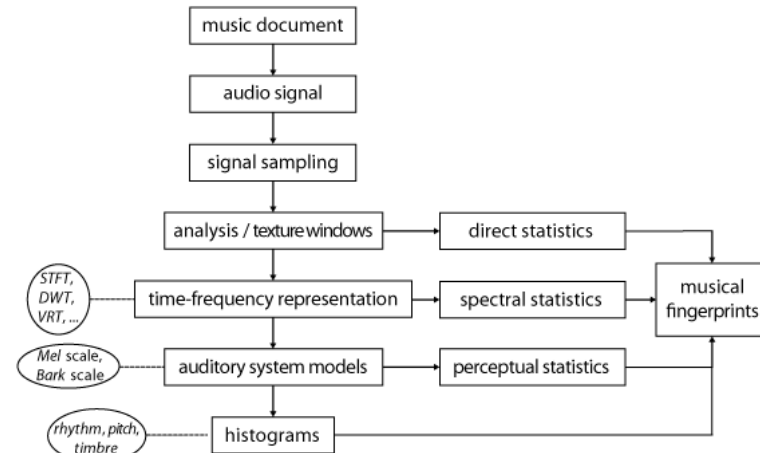 music document
audio signal
signal sampling
analysis / texture windows
direct statistics
STFT,
DWT,
VRT, ...
time-frequency representation
spectral statistics
musical
fingerprints
Mel scale,
Bark scale
auditory system models
perceptual statistics
rhythm, pitch,
timbre
histograms